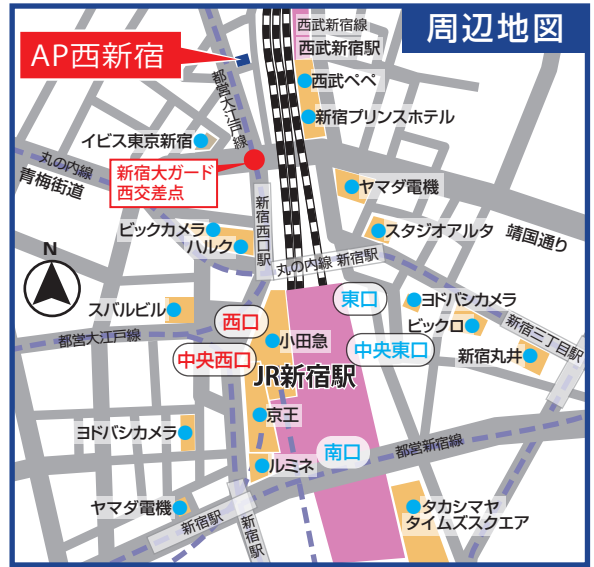 周辺地図
AP西新宿
西武新宿線
西武新宿駅
西武ペペ
新宿プリンスホテル
都営大江戸線
イビス東京新宿
丸の内線
青梅街道
新宿大ガード
西交差点
ヤマダ電機
新宿西口駅
ビックカメラ
ハルク
スタジオアルタ
靖国通り
丸の内線 新宿駅
N
スバルビル
東口
ヨドバシカメラ
ビックロ
新宿三丁目駅
西口
都営大江戸線
小田急
中央西口
中央東口
新宿丸井
JR新宿駅
京王
ヨドバシカメラ
南口
都営新宿線
ルミネ
ヤマダ電機
新宿駅
新宿駅
タカシマヤ
タイムズスクエア